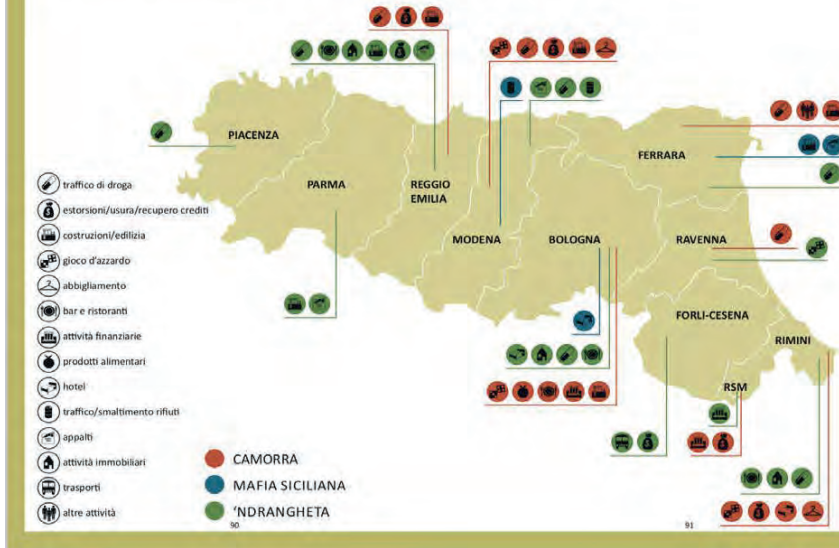 PIACENZA
PARMA
REGGIO
EMILIA
MODENA
BOLOGNA
FERRARA
RAVENNA
FORLI-CESENA
RIMINI
RSM
traffico di droga
estorsioni/usura/recupero crediti
costruzioni/edilizia
gioco d'azzardo
abbigliamento
bar e ristoranti
attività finanziarie
prodotti alimentari
hotel
traffico/smaltimento rifiuti
appalti
attività immobiliari
trasporti
altre attività
CAMORRA
MAFIA SICILIANA
'NDRANGHETA
90
91